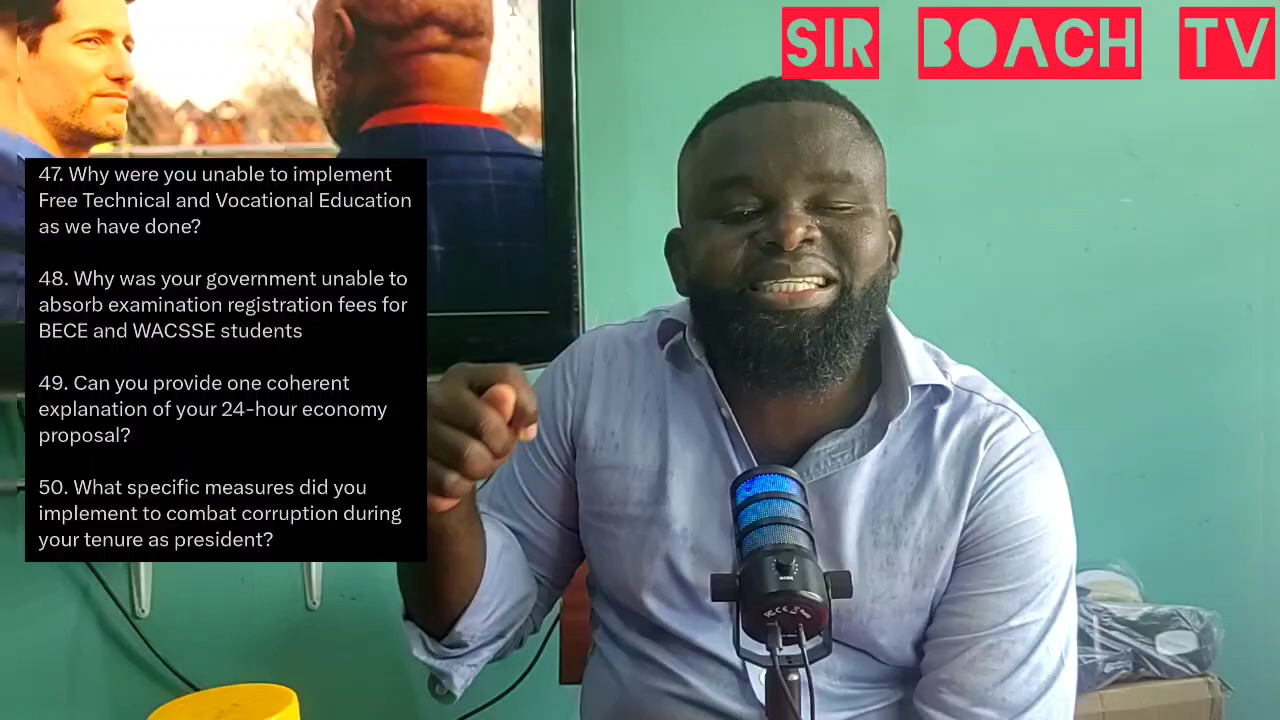 SIR BOACH TV
47. Why were you unable to implement
Free Technical and Vocational Education
as we have done?
48. Why was your government unable to
absorb examination registration fees for
BECE and WACSSE students
49. Can you provide one coherent
explanation of your 24-hour economy
proposal?
50. What specific measures did you
implement to combat corruption during
your tenure as president?
MODE